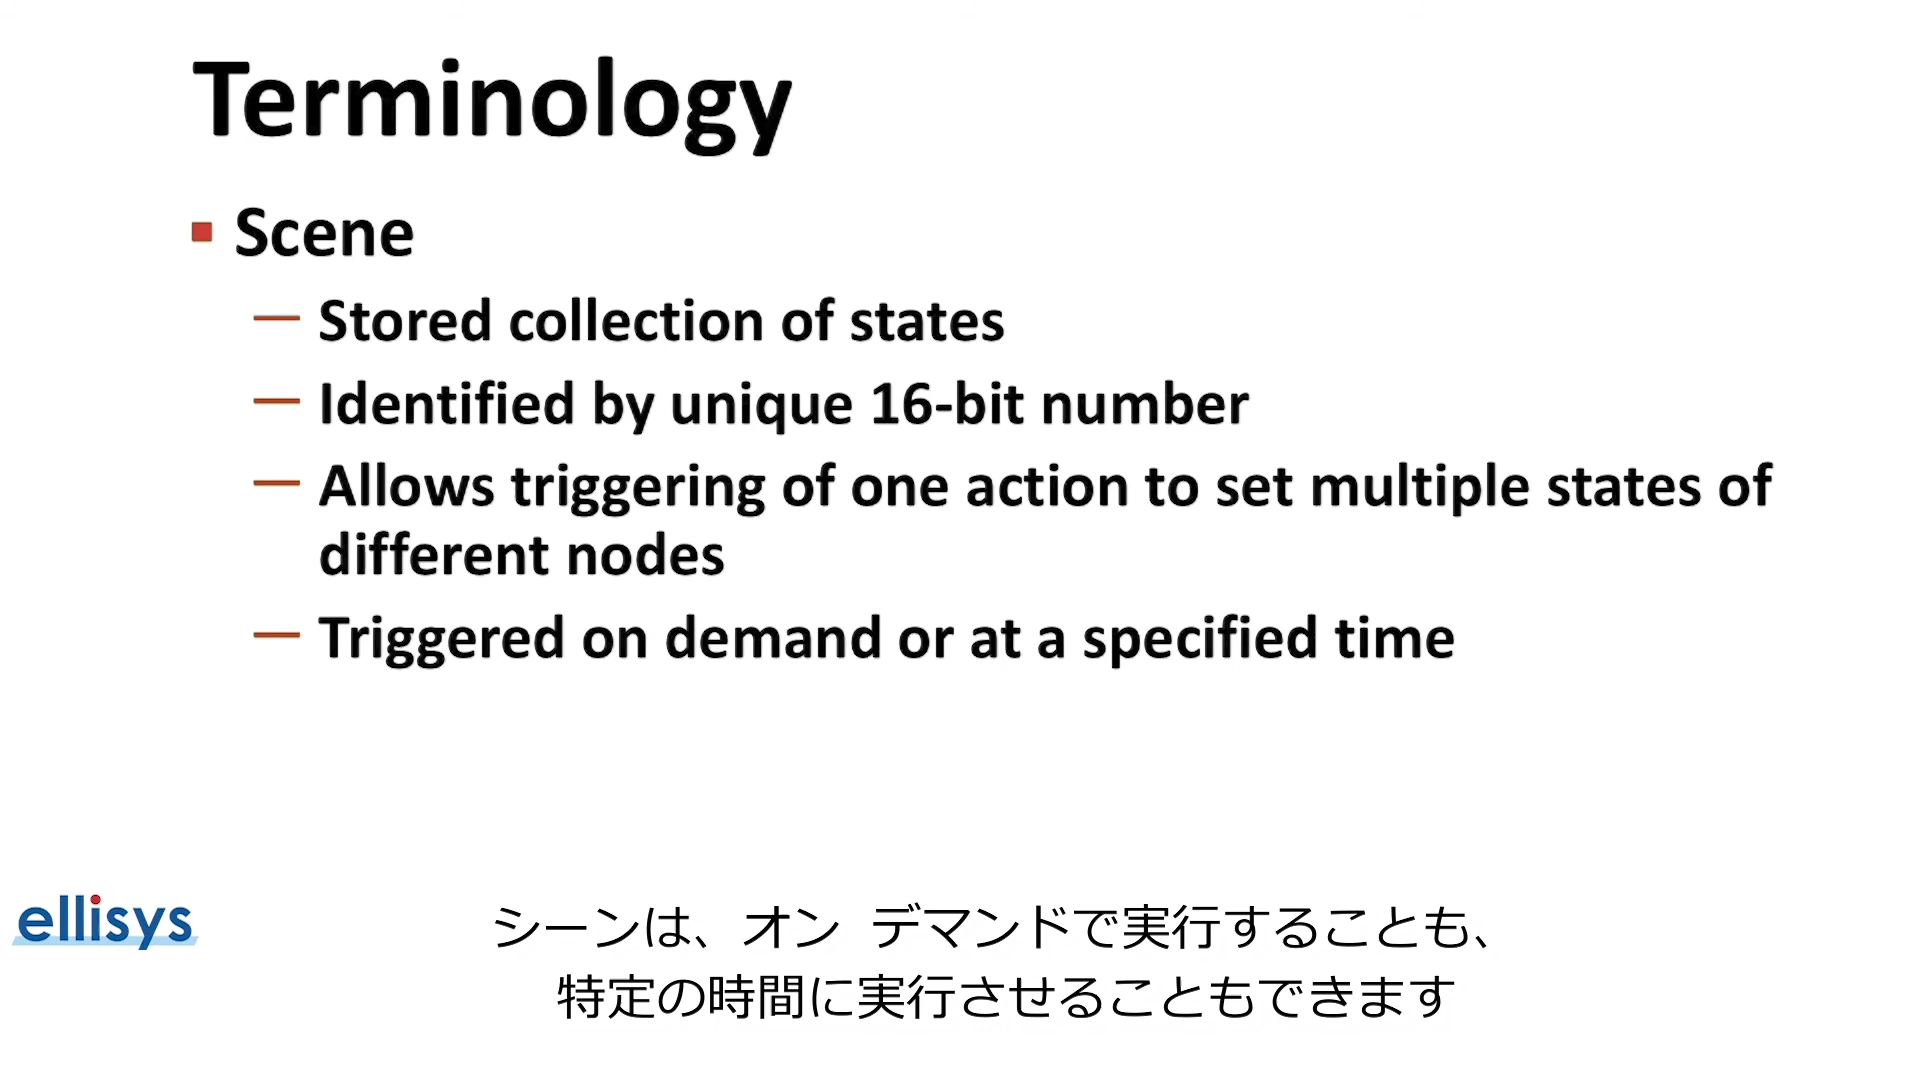 Terminology
Scene
Stored collection of states
Identified by unique 16-bit number
Allows triggering of one action to set multiple states of
different nodes
Triggered on demand or at a specified time
ellisys
シーンは、オン デマンドで実行することも、
特定の時間に実行させることもできます